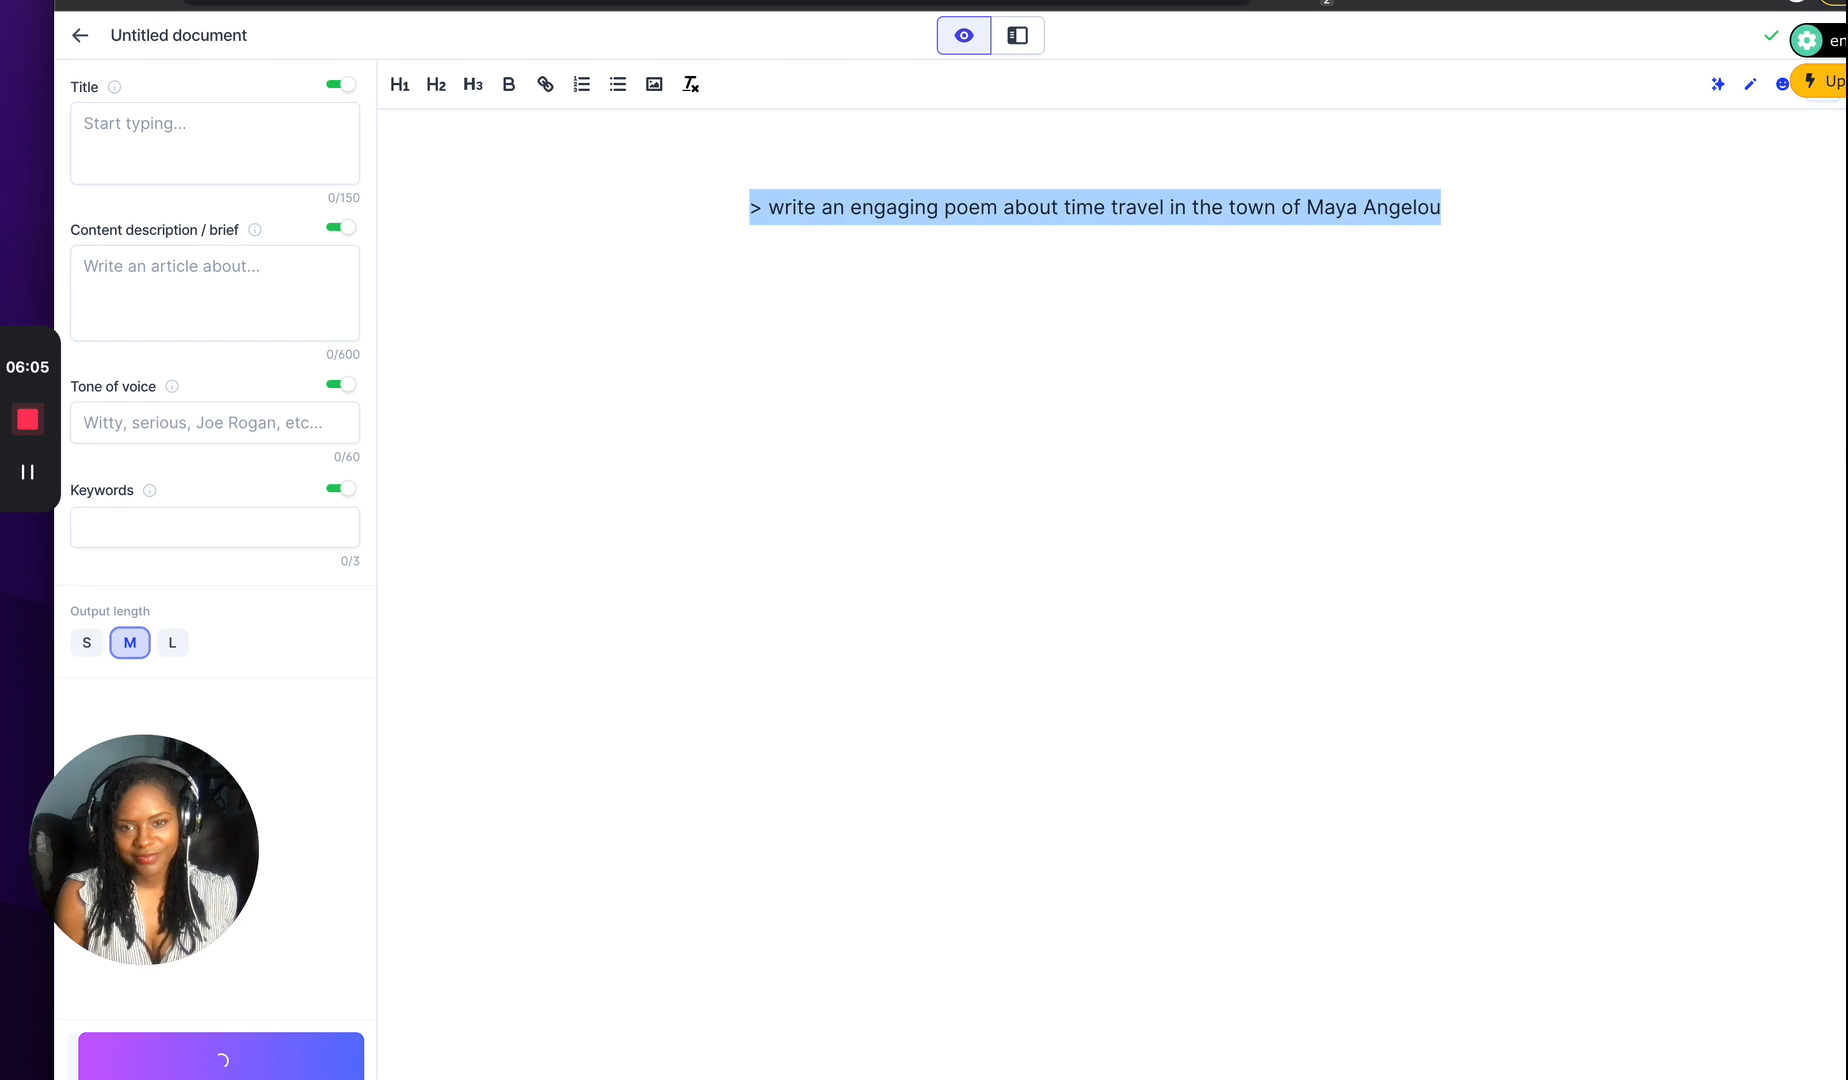 Untitled document
en
Title
H1 H2 H3 B
Up
Start typing...
0/150
> write an engaging poem about time travel in the town of Maya Angelou
Content description / brief
Write an article about...
0/600
06:05
Tone of voice
Witty, serious, Joe Rogan, etc...
0/60
Keywords
0/3
Output length
S M L